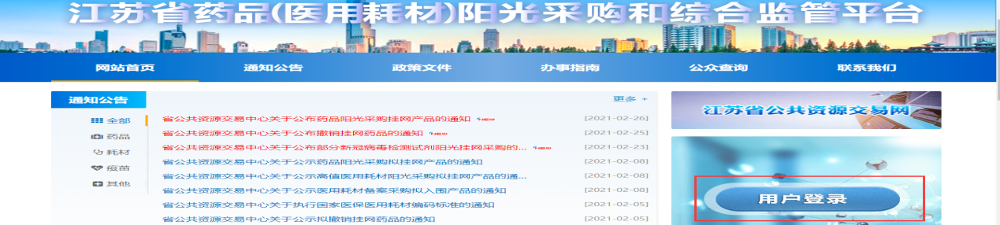 江苏省药品(医用耗材)阳光采购和综合监管平台
网站首页 通知公告 政策文件 办事指南 公众查询 联系我们
通知公告 更多 +
全部
药品
耗材
疫苗
其他
省公共资源交易中心关于公布药品阳光采购挂网产品的通知 NEW [2021-02-26]
省公共资源交易中心关于公布撤销挂网药品的通知 NEW [2021-02-25]
省公共资源交易中心关于公布部分新冠病毒检测试剂阳光挂网采购的... NEW [2021-02-23]
省公共资源交易中心关于公示药品阳光采购拟挂网产品的通知 [2021-02-08]
省公共资源交易中心关于公示高值医用耗材阳光采购拟挂网产品的通... [2021-02-08]
省公共资源交易中心关于公示医用耗材备案采购拟入围产品的通知 [2021-02-08]
省公共资源交易中心关于执行国家医保医用耗材编码标准的通知 [2021-02-05]
省公共资源交易中心关于公示拟撤销挂网药品的通知 [2021-02-05]
江苏省公共资源交易网
用户登录